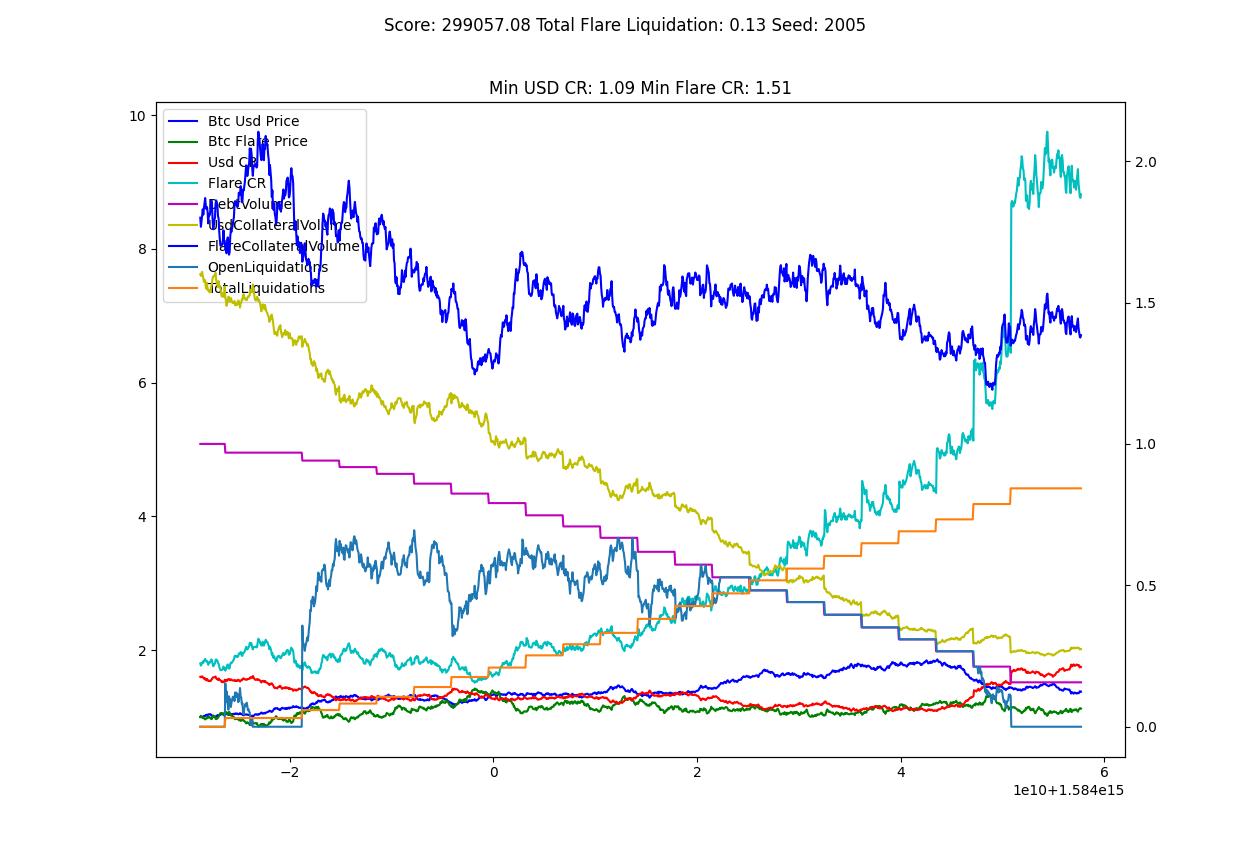 Score: 299057.08 Total Flare Liquidation: 0.13 Seed: 2005
Min USD CR: 1.09 Min Flare CR: 1.51
Btc Usd Price
Btc Flare Price
Usd CR
Flare CR
DebtVolume
UsdCollateralVolume
FlareCollateralVolume
OpenLiquidations
TotalLiquidations
10
8
6
4
2
2.0
1.5
1.0
0.5
0.0
−2 0 2 4 6
1e10+1.584e15